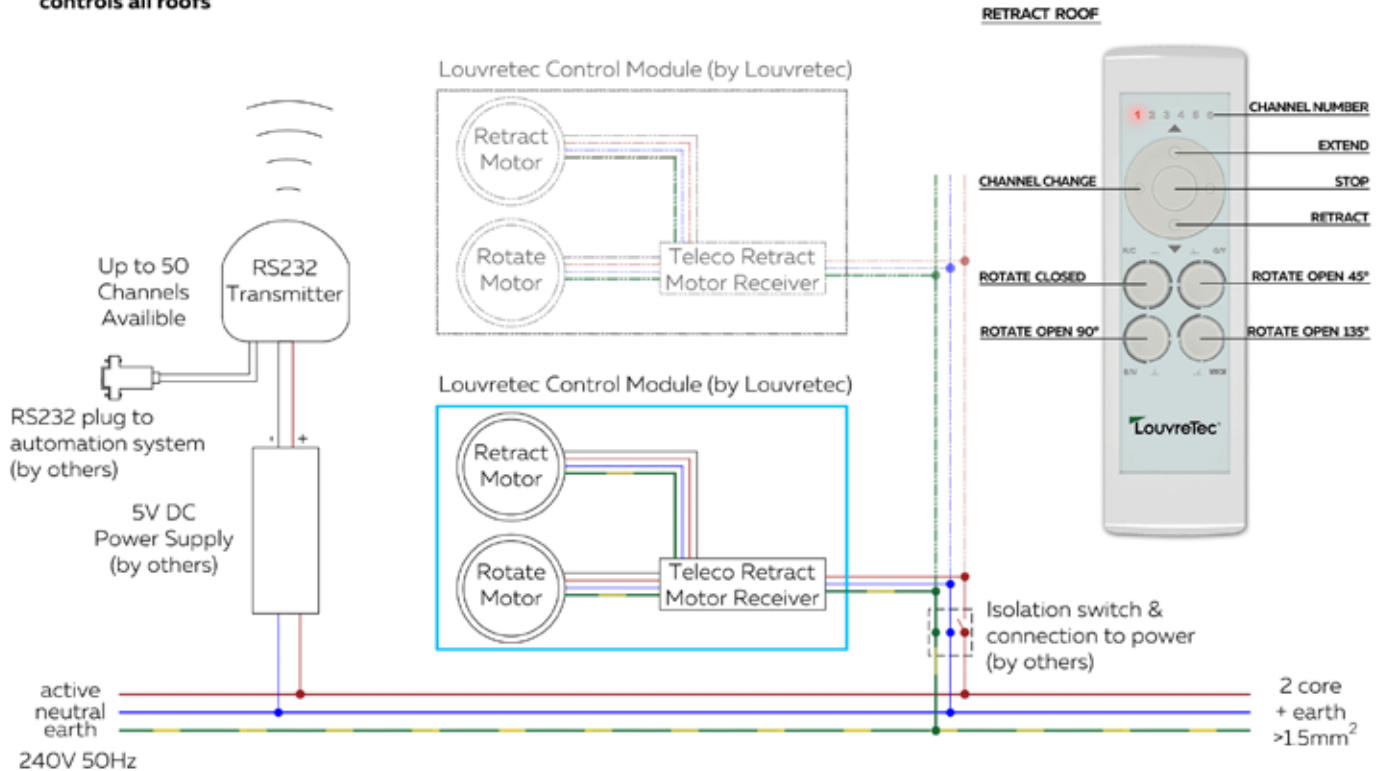 controls all roofs
RETRACT ROOF
Louvretec Control Module (by Louvretec)
Retract
Motor
Rotate
Motor
Teleco Retract
Motor Receiver
Up to 50
Channels
Availible
RS232
Transmitter
RS232 plug to
automation system
(by others)
- +
5V DC
Power Supply
(by others)
Louvretec Control Module (by Louvretec)
Retract
Motor
Rotate
Motor
Teleco Retract
Motor Receiver
Isolation switch &
connection to power
(by others)
active
neutral
earth
240V 50Hz
2 core
+ earth
>1.5mm²
1 2 3 4 5 6
CHANNEL NUMBER
EXTEND
CHANNEL CHANGE
STOP
RETRACT
ROTATE CLOSED
ROTATE OPEN 45°
ROTATE OPEN 90°
ROTATE OPEN 135°
LouvreTec